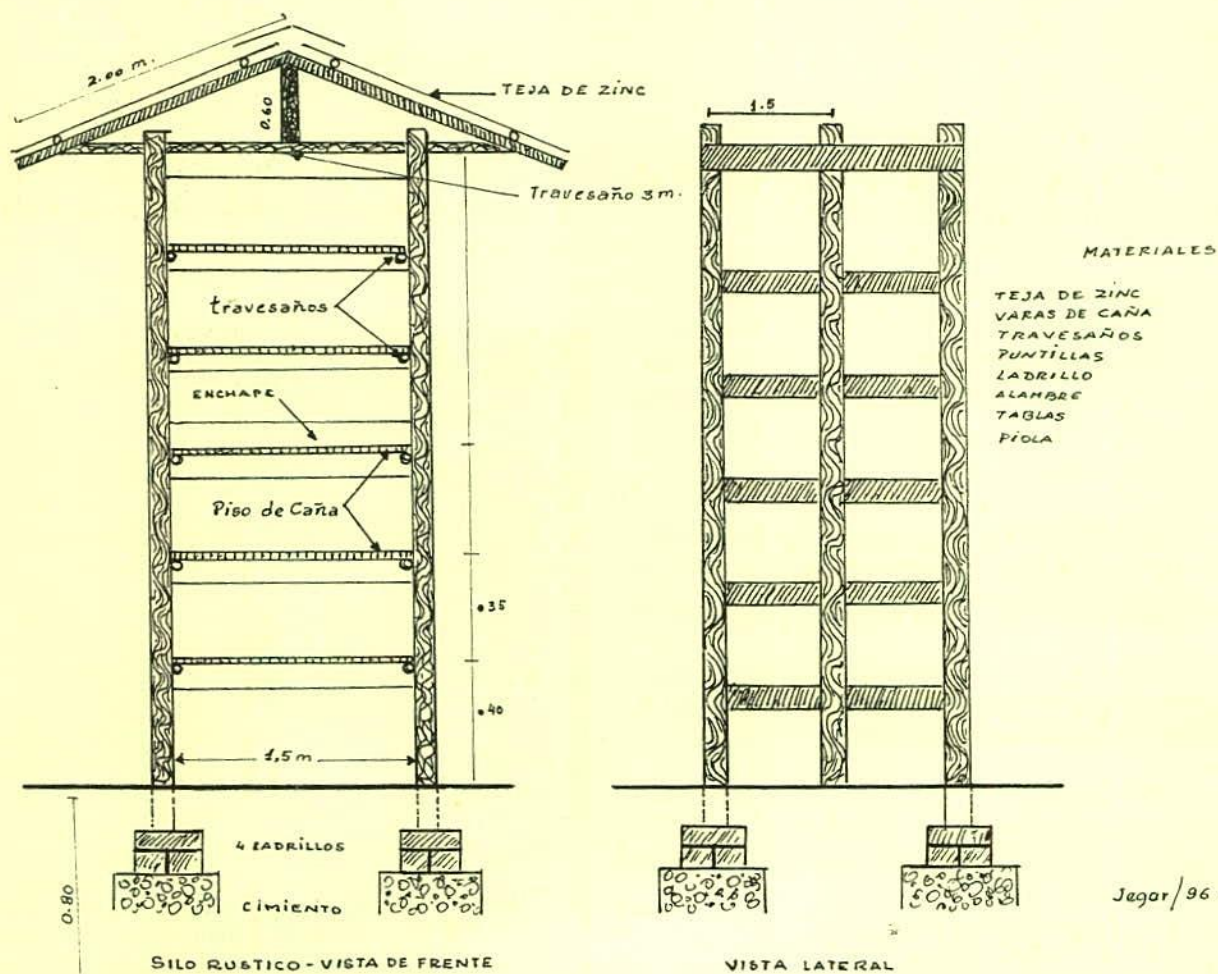 2.00 m.
TEJA DE ZINC
0.60
1.5
Travesaño 3m.
MATERIALES
TEJA DE ZINC
VARAS DE CAÑA
TRAVESAÑOS
PUNTILLAS
LADRILLO
ALAMBRE
TABLAS
PIOLA
travesaños
ENCHAPE
Piso de Caña
.35
.40
1,5 m
4 LADRILLOS
CIMIENTO
0.80
Jegar/96
SILO RUSTICO - VISTA DE FRENTE
VISTA LATERAL